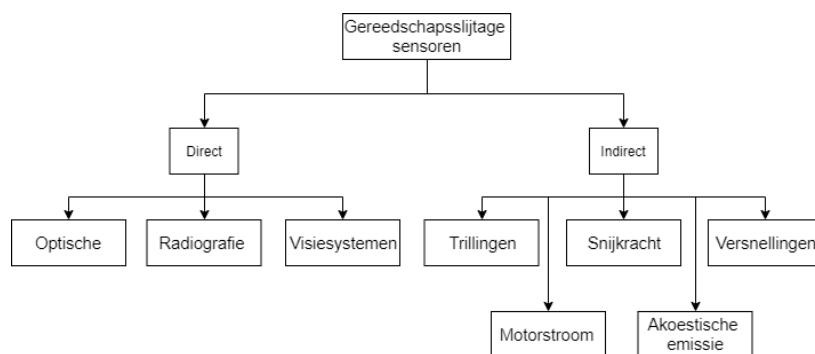 Gereedschapsslijtage
sensoren
Direct
Indirect
Optische
Radiografie
Visiesystemen
Trillingen
Snijkracht
Versnellingen
Motorstroom
Akoestische
emissie